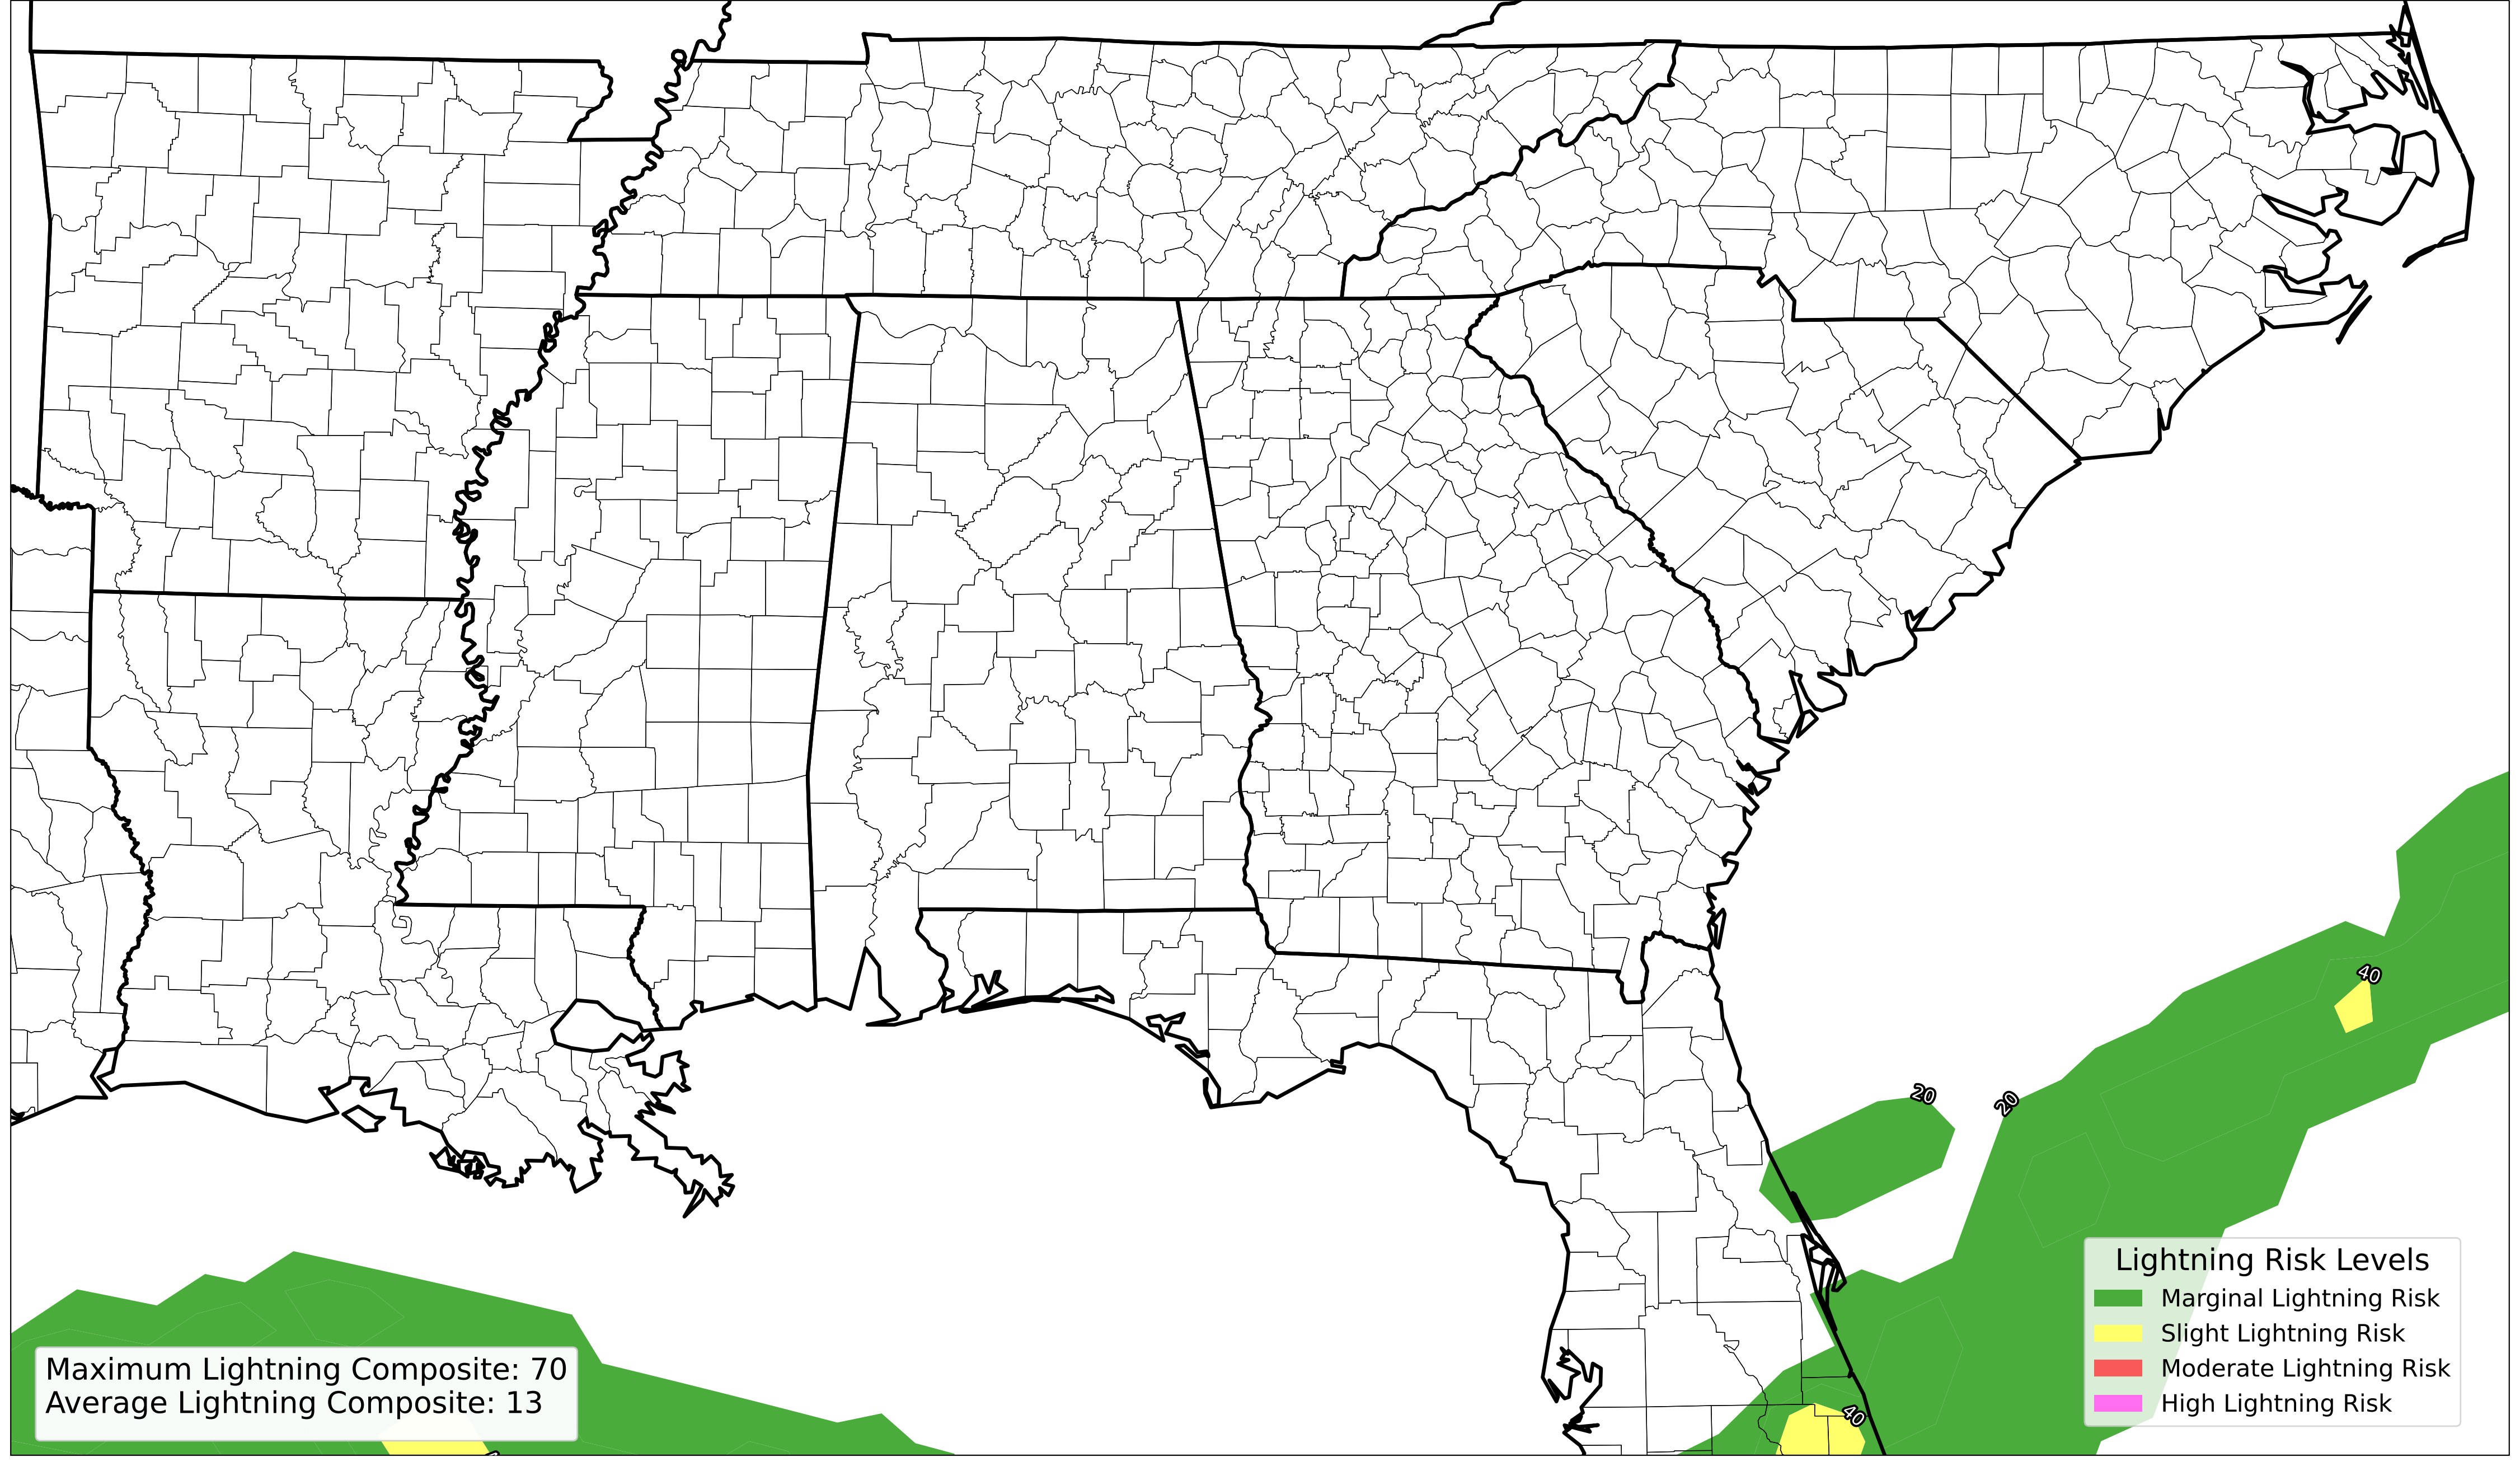 40
20
20
Lightning Risk Levels
Marginal Lightning Risk
Slight Lightning Risk
Moderate Lightning Risk
High Lightning Risk
Maximum Lightning Composite: 70
Average Lightning Composite: 13
40